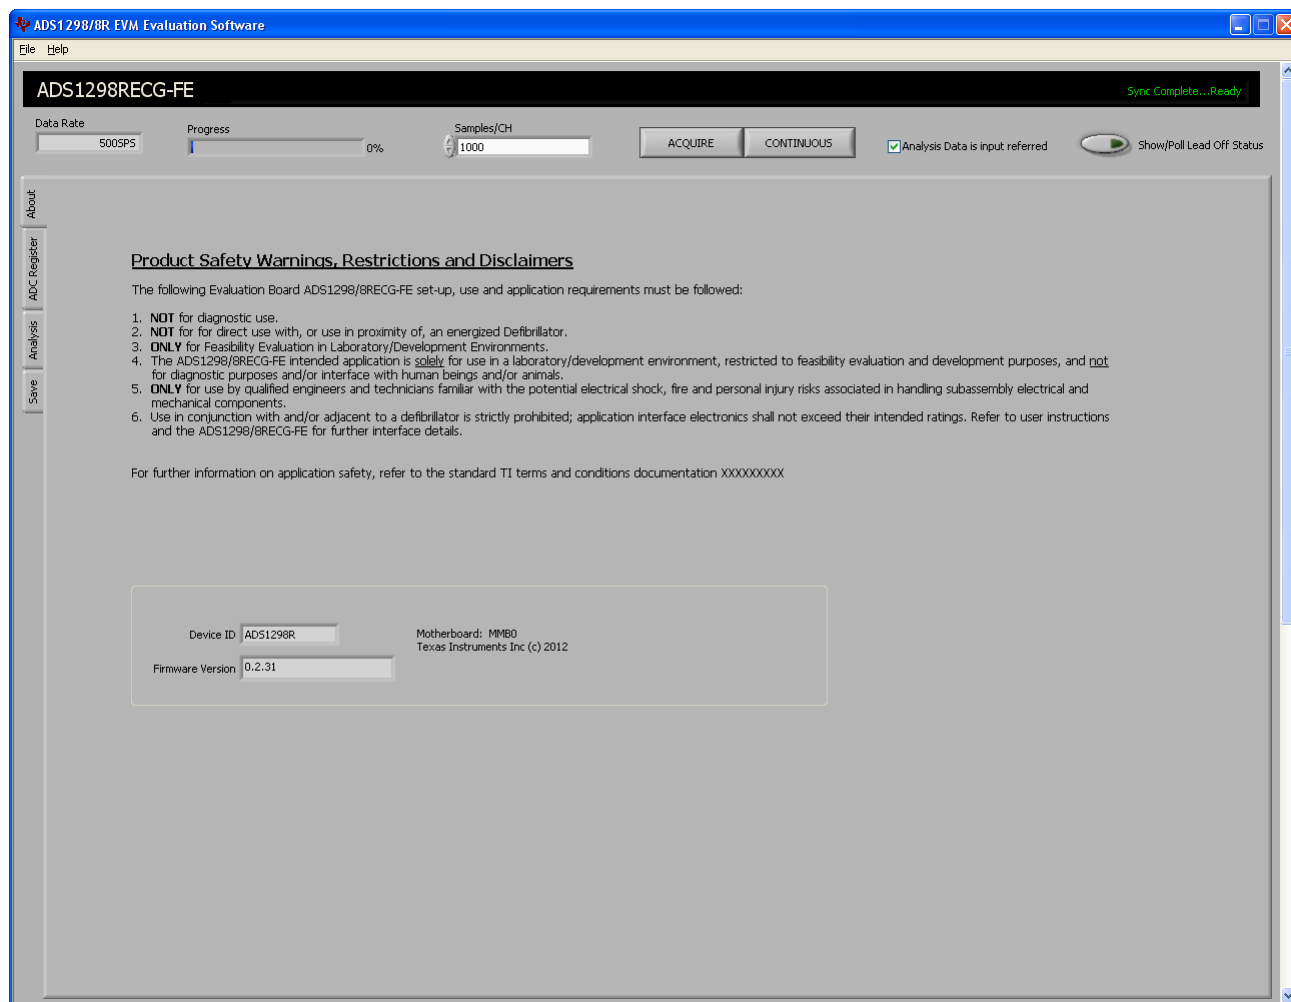 ADS1298/8R EVM Evaluation Software
File Help
ADS1298RECG-FE
Sync Complete...Ready
Data Rate
500SPS
Progress
0%
Samples/CH
1000
ACQUIRE
CONTINUOUS
Analysis Data is input referred
Show/Poll Lead Off Status
About
ADC Register
Analysis
Save
Product Safety Warnings, Restrictions and Disclaimers
The following Evaluation Board ADS1298/8RECG-FE set-up, use and application requirements must be followed:
1. NOT for diagnostic use.
2. NOT for for direct use with, or use in proximity of, an energized Defibrillator.
3. ONLY for Feasibility Evaluation in Laboratory/Development Environments.
4. The ADS1298/8RECG-FE intended application is solely for use in a laboratory/development environment, restricted to feasibility evaluation and development purposes, and not
for diagnostic purposes and/or interface with human beings and/or animals.
5. ONLY for use by qualified engineers and technicians familiar with the potential electrical shock, fire and personal injury risks associated in handling subassembly electrical and
mechanical components.
6. Use in conjunction with and/or adjacent to a defibrillator is strictly prohibited; application interface electronics shall not exceed their intended ratings. Refer to user instructions
and the ADS1298/8RECG-FE for further interface details.
For further information on application safety, refer to the standard TI terms and conditions documentation XXXXXXXXX
Device ID ADS1298R
Motherboard: MMB0
Texas Instruments Inc (c) 2012
Firmware Version 0.2.31